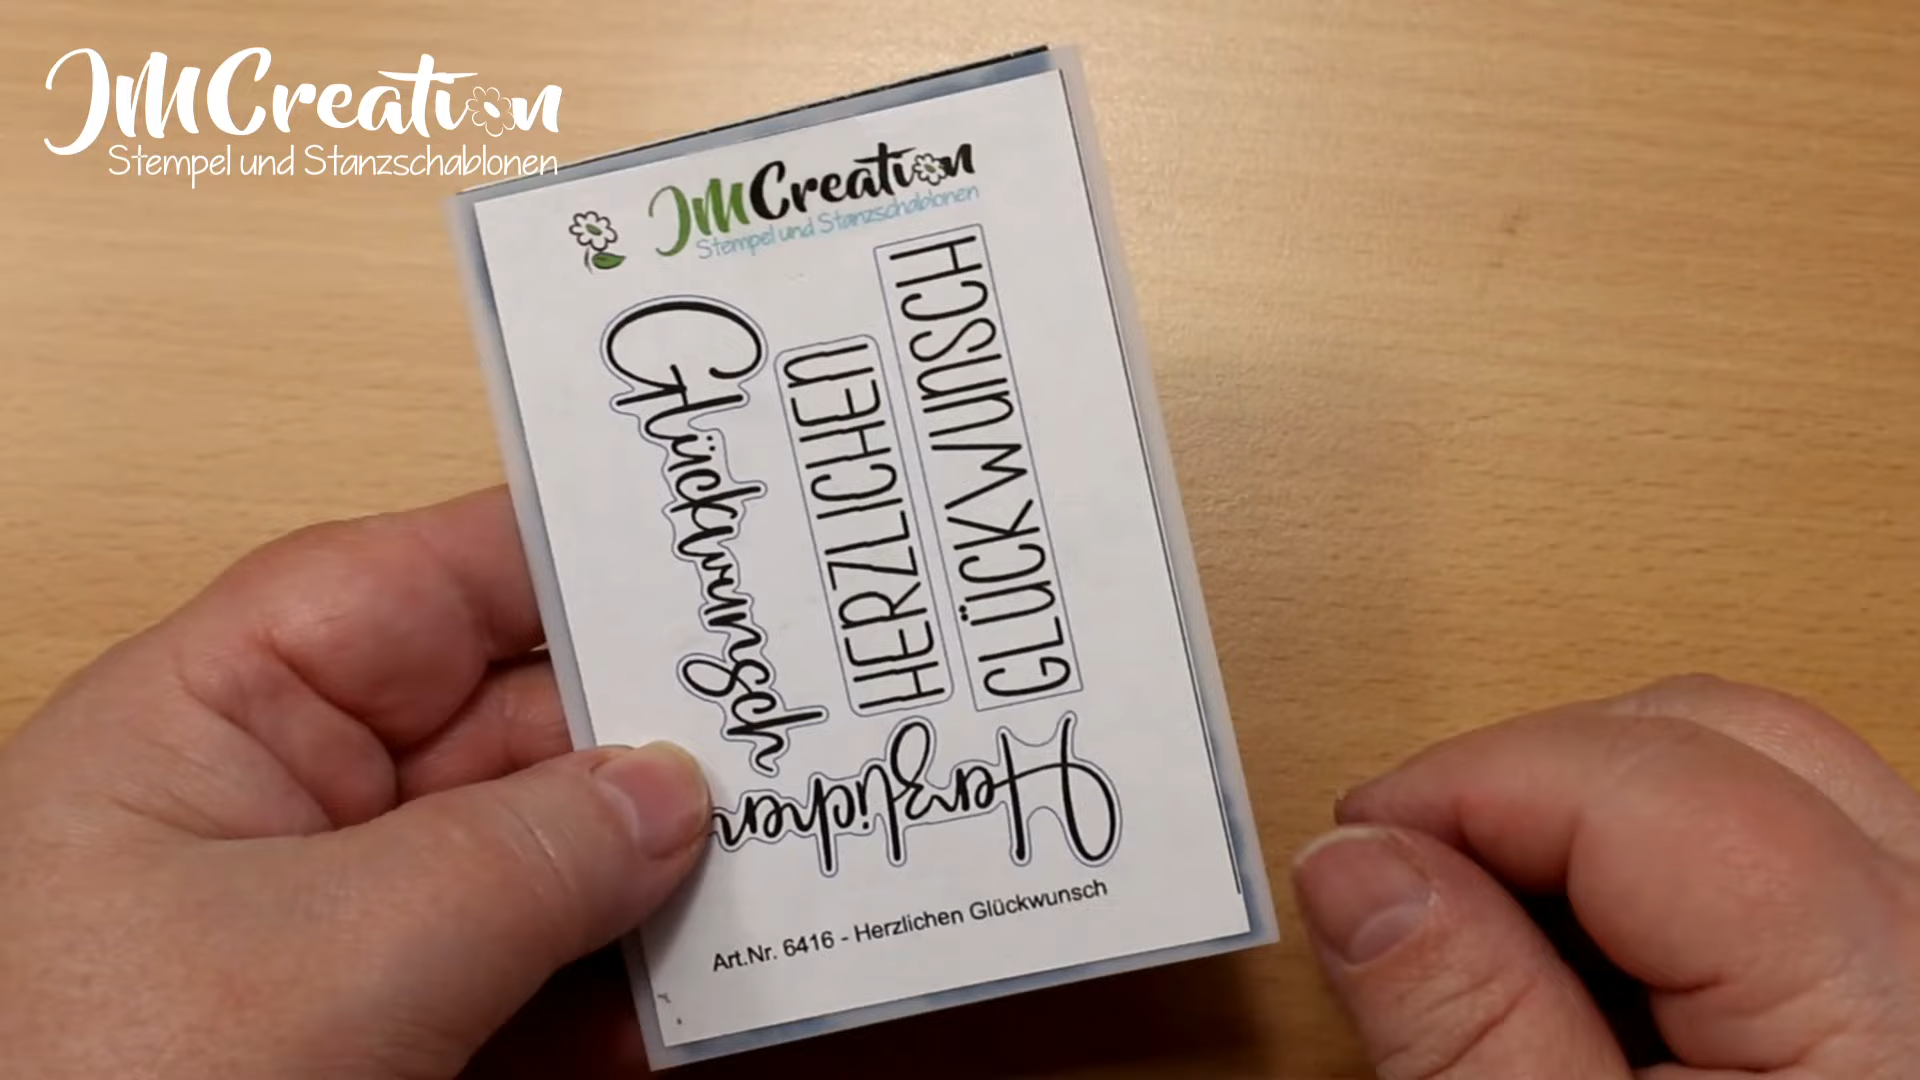 JMCreation
Stempel und Stanzschablonen
JMCreation
Stempel und Stanzschablonen
Glückwunsch
HERZLICHEN
GLÜCKWUNSCH
Herzlichen
Art.Nr. 6416 - Herzlichen Glückwunsch